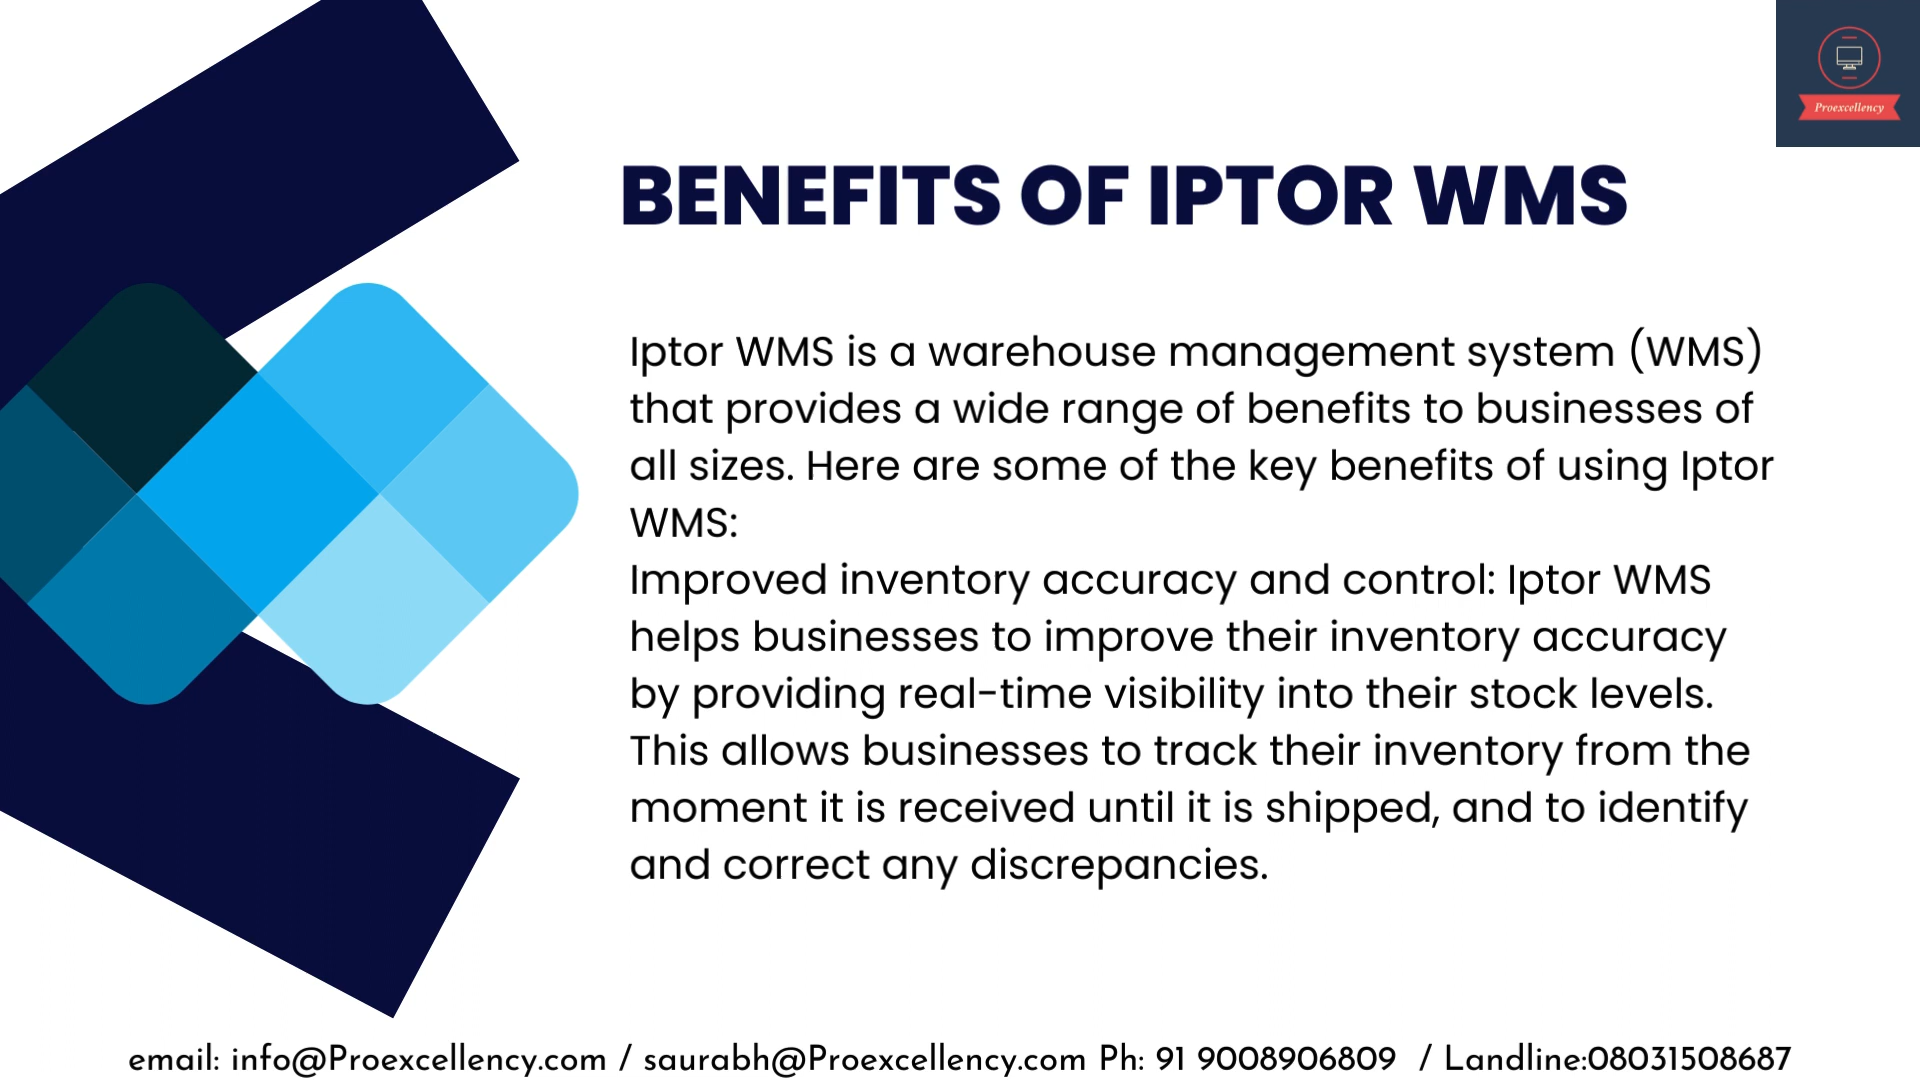 Proexcellency
BENEFITS OF IPTOR WMS
Iptor WMS is a warehouse management system (WMS)
that provides a wide range of benefits to businesses of
all sizes. Here are some of the key benefits of using Iptor
WMS:
Improved inventory accuracy and control: Iptor WMS
helps businesses to improve their inventory accuracy
by providing real-time visibility into their stock levels.
This allows businesses to track their inventory from the
moment it is received until it is shipped, and to identify
and correct any discrepancies.
email: info@Proexcellency.com / saurabh@Proexcellency.com Ph: 91 9008906809 / Landline:08031508687